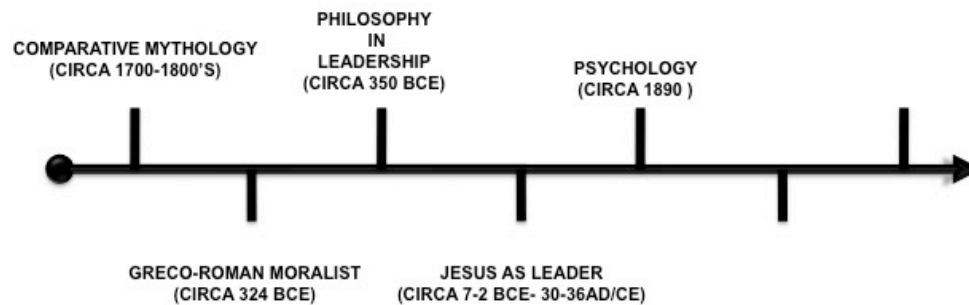 COMPARATIVE MYTHOLOGY
(CIRCA 1700-1800'S)
PHILOSOPHY
IN
LEADERSHIP
(CIRCA 350 BCE)
PSYCHOLOGY
(CIRCA 1890 )
GRECO-ROMAN MORALIST
(CIRCA 324 BCE)
JESUS AS LEADER
(CIRCA 7-2 BCE- 30-36AD/CE)